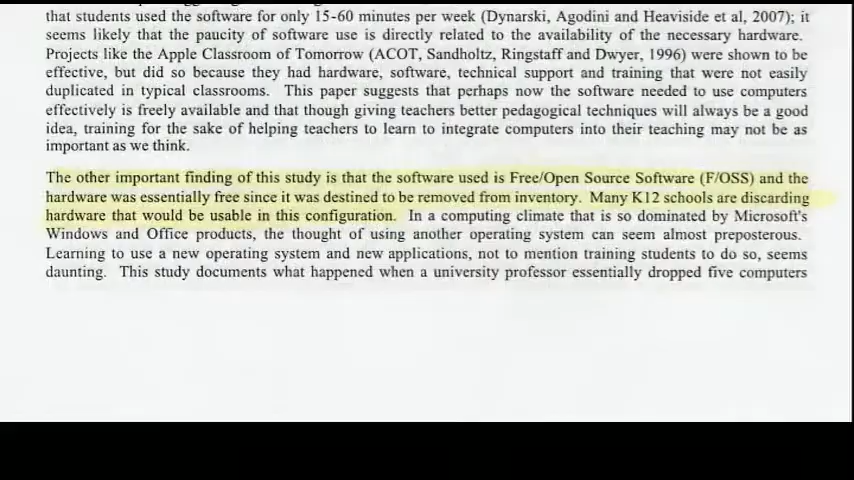 that students used the software for only 15-60 minutes per week (Dynarski, Agodini and Heaviside et al, 2007); it
seems likely that the paucity of software use is directly related to the availability of the necessary hardware.
Projects like the Apple Classroom of Tomorrow (ACOT, Sandholtz, Ringstaff and Dwyer, 1996) were shown to be
effective, but did so because they had hardware, software, technical support and training that were not easily
duplicated in typical classrooms. This paper suggests that perhaps now the software needed to use computers
effectively is freely available and that though giving teachers better pedagogical techniques will always be a good
idea, training for the sake of helping teachers to learn to integrate computers into their teaching may not be as
important as we think.
The other important finding of this study is that the software used is Free/Open Source Software (F/OSS) and the
hardware was essentially free since it was destined to be removed from inventory. Many K12 schools are discarding
hardware that would be usable in this configuration. In a computing climate that is so dominated by Microsoft's
Windows and Office products, the thought of using another operating system can seem almost preposterous.
Learning to use a new operating system and new applications, not to mention training students to do so, seems
daunting. This study documents what happened when a university professor essentially dropped five computers